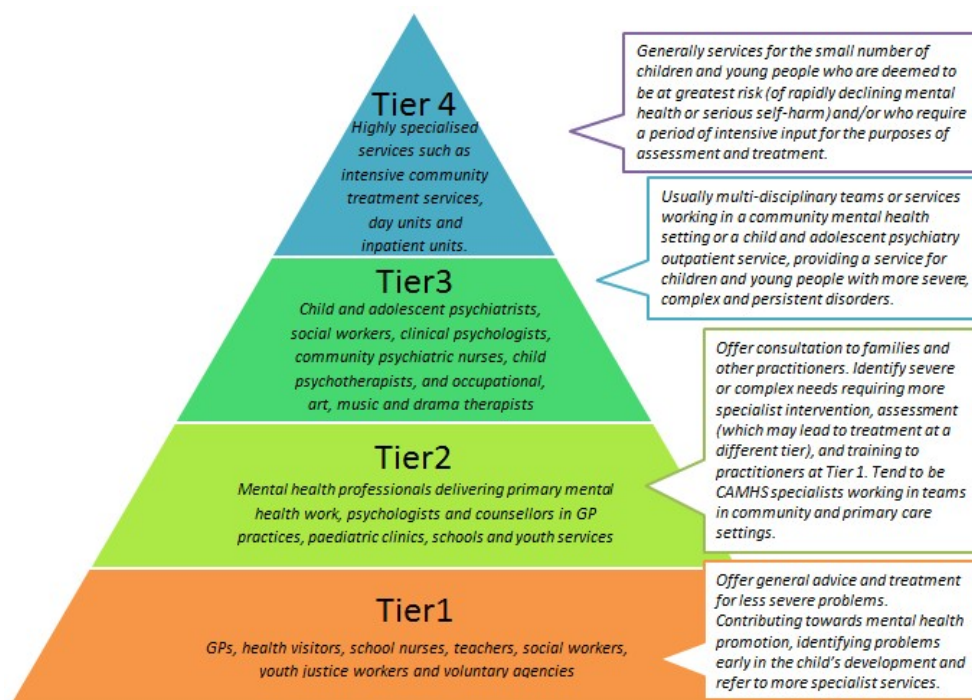 Tier 4
Highly specialised
services such as
intensive community
treatment services,
day units and
inpatient units.
Generally services for the small number of
children and young people who are deemed to
be at greatest risk (of rapidly declining mental
health or serious self-harm) and/or who require
a period of intensive input for the purposes of
assessment and treatment.
Tier3
Child and adolescent psychiatrists,
social workers, clinical psychologists,
community psychiatric nurses, child
psychotherapists, and occupational,
art, music and drama therapists
Usually multi-disciplinary teams or services
working in a community mental health
setting or a child and adolescent psychiatry
outpatient service, providing a service for
children and young people with more severe,
complex and persistent disorders.
Tier2
Mental health professionals delivering primary mental
health work, psychologists and counsellors in GP
practices, paediatric clinics, schools and youth services
Offer consultation to families and
other practitioners. Identify severe
or complex needs requiring more
specialist intervention, assessment
(which may lead to treatment at a
different tier), and training to
practitioners at Tier 1. Tend to be
CAMHS specialists working in teams
in community and primary care
settings.
Tier1
GPs, health visitors, school nurses, teachers, social workers,
youth justice workers and voluntary agencies
Offer general advice and treatment
for less severe problems.
Contributing towards mental health
promotion, identifying problems
early in the child's development and
refer to more specialist services.